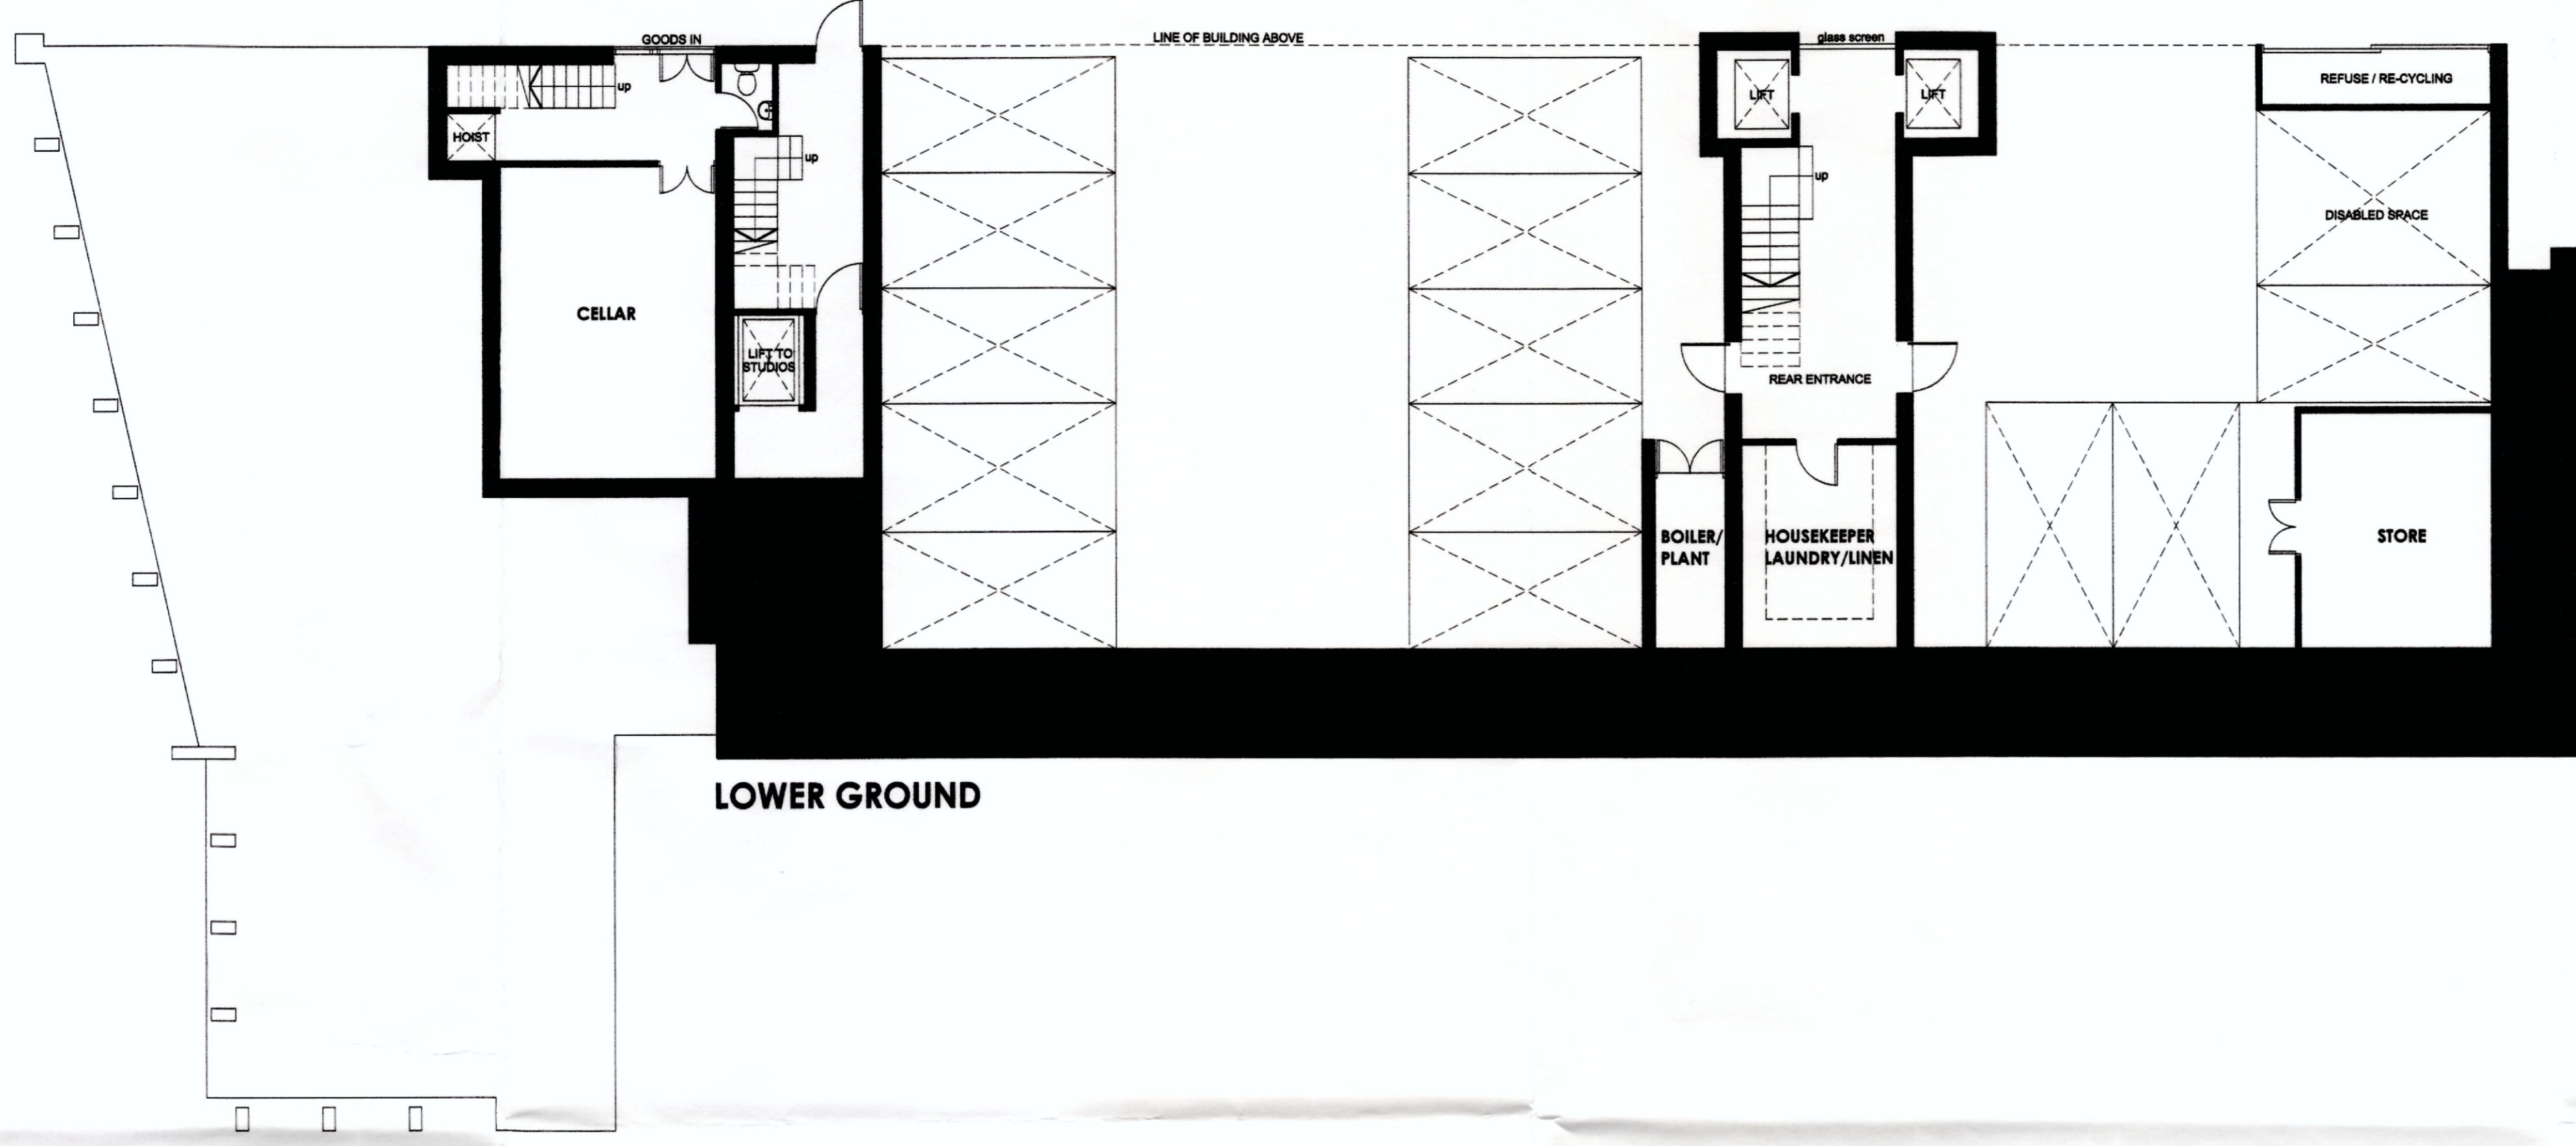 GOODS IN
LINE OF BUILDING ABOVE
glass screen
up
REFUSE / RE-CYCLING
LIFT
LIFT
HOIST
up
up
DISABLED SPACE
CELLAR
LIFT TO
STUDIOS
REAR ENTRANCE
BOILER/
PLANT
HOUSEKEEPER
LAUNDRY/LINEN
STORE
LOWER GROUND